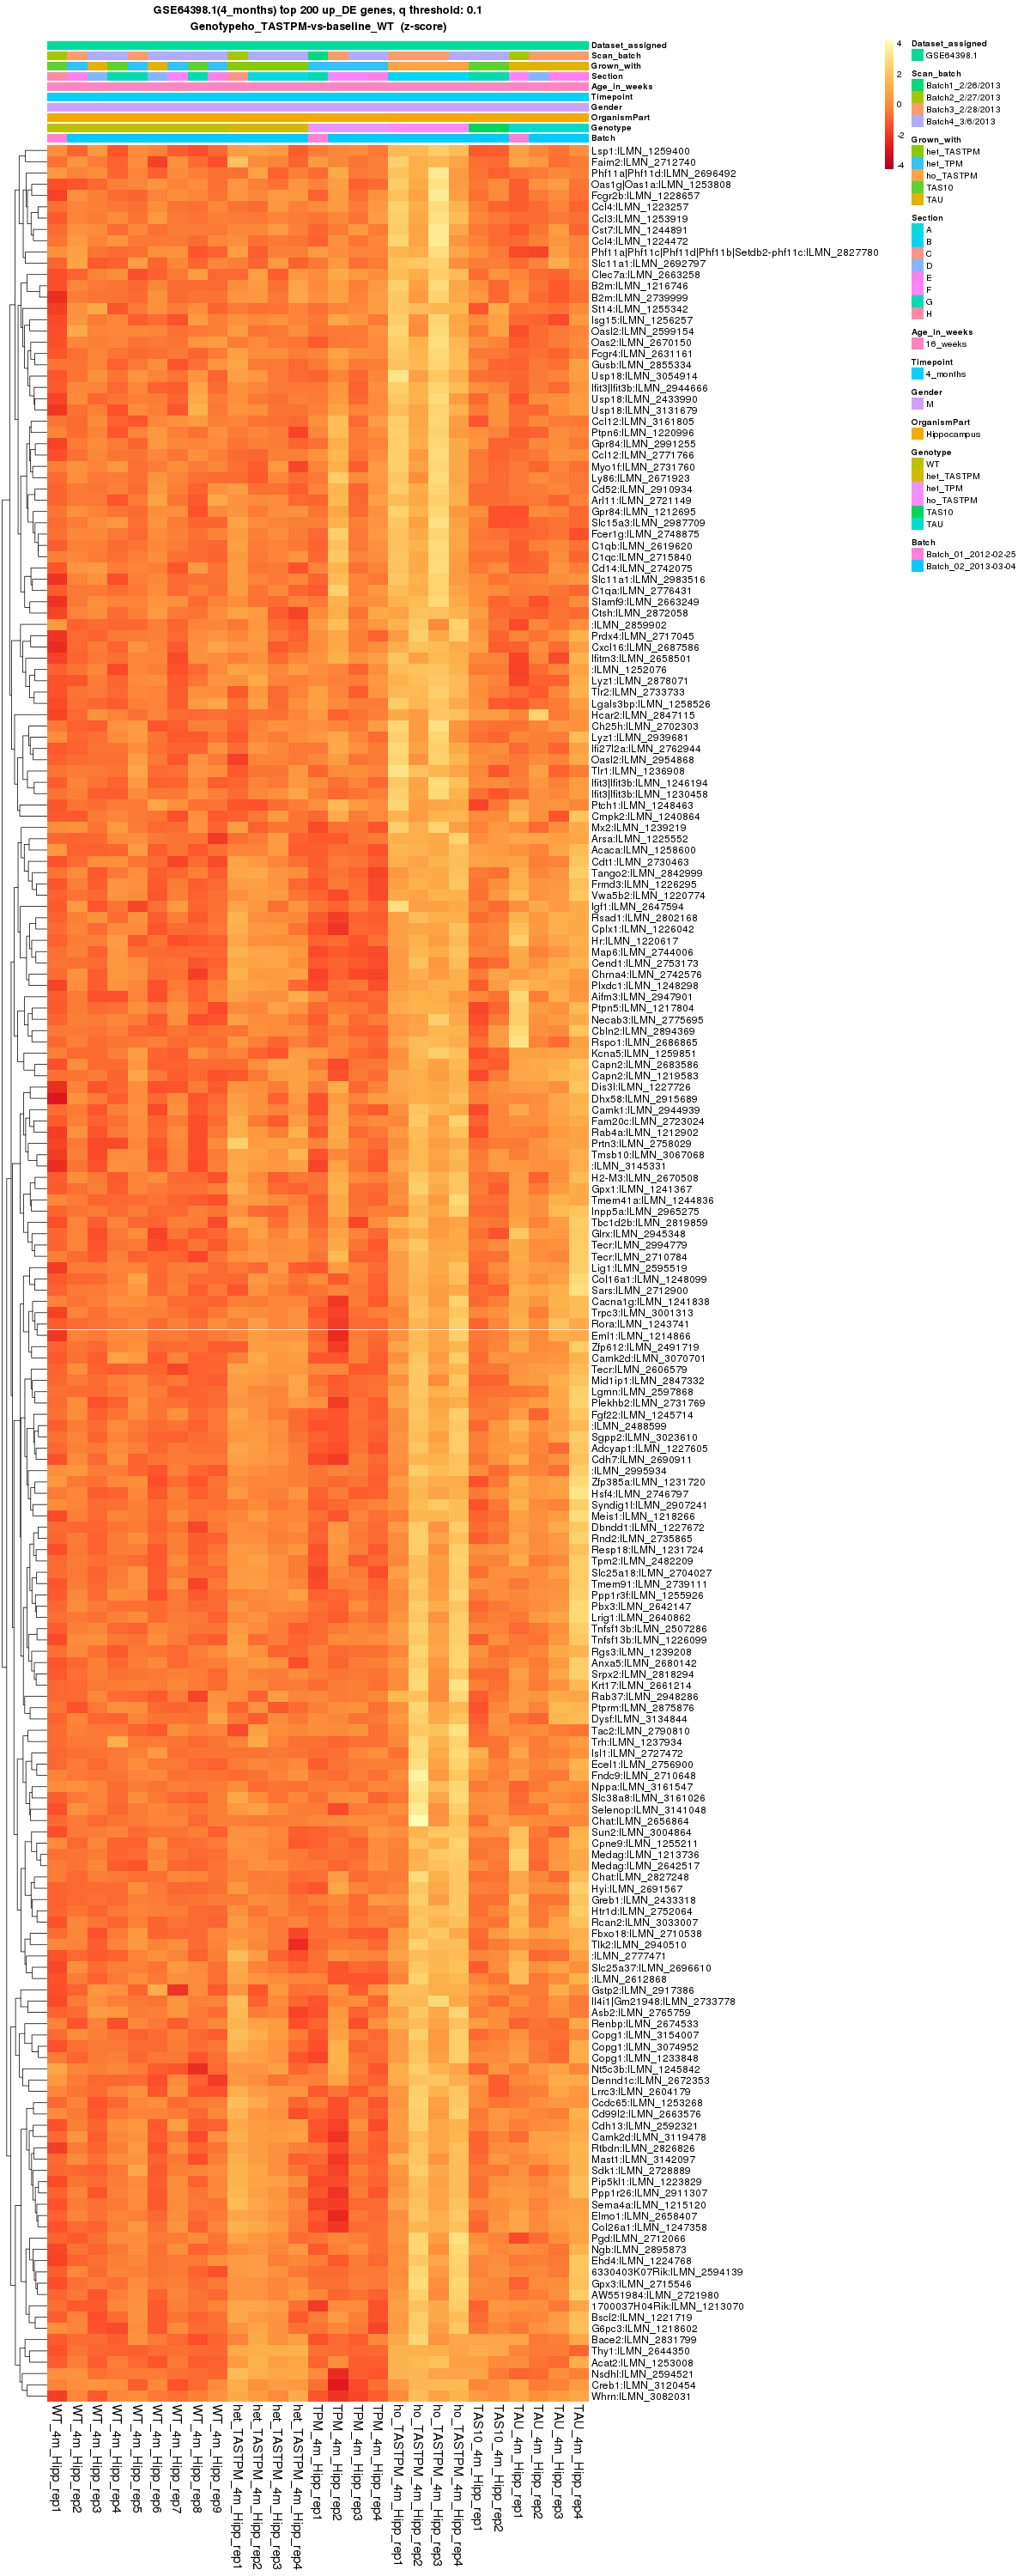 GSE64398.1(4_months) top 200 up_DE genes, q threshold: 0.1
Genotypeho_TASTPM-vs-baseline_WT (z-score)
Dataset_assigned
Scan_batch
Grown_with
Section
Age_in_weeks
Timepoint
Gender
OrganismPart
Genotype
Batch
Lsp1:ILMN_1259400
Faim2:ILMN_2712740
Phf11a|Phf11d:ILMN_2696492
Oas1g|Oas1a:ILMN_1253808
Fcgr2b:ILMN_1228657
Ccl4:ILMN_1223257
Ccl3:ILMN_1253919
Cst7:ILMN_1244891
Ccl4:ILMN_1224472
Phf11a|Phf11c|Phf11d|Phf11b|Setdb2-phf11c:ILMN_2827780
Slc11a1:ILMN_2692797
Clec7a:ILMN_2663258
B2m:ILMN_1216746
B2m:ILMN_2739999
St14:ILMN_1255342
Isg15:ILMN_1256257
Oasl2:ILMN_2599154
Oas2:ILMN_2670150
Fcgr4:ILMN_2631161
Gusb:ILMN_2855334
Usp18:ILMN_3054914
Ifit3|Ifit3b:ILMN_2944666
Usp18:ILMN_2433990
Usp18:ILMN_3131679
Ccl12:ILMN_3161805
Ptpn6:ILMN_1220996
Gpr84:ILMN_2991255
Ccl12:ILMN_2771766
Myo1f:ILMN_2731760
Ly86:ILMN_2671923
Cd52:ILMN_2910934
Arl11:ILMN_2721149
Gpr84:ILMN_1212695
Slc15a3:ILMN_2987709
Fcer1g:ILMN_2748875
C1qb:ILMN_2619620
C1qc:ILMN_2715840
Cd14:ILMN_2742075
Slc11a1:ILMN_2983516
C1qa:ILMN_2776431
Slamf9:ILMN_2663249
Ctsh:ILMN_2872058
:ILMN_2859902
Prdx4:ILMN_2717045
Cxcl16:ILMN_2687586
Ifitm3:ILMN_2658501
:ILMN_1252076
Lyz1:ILMN_2878071
Tlr2:ILMN_2733733
Lgals3bp:ILMN_1258526
Hcar2:ILMN_2847115
Ch25h:ILMN_2702303
Lyz1:ILMN_2939681
Ifi27l2a:ILMN_2762944
Oasl2:ILMN_2954868
Tlr1:ILMN_1236908
Ifit3|Ifit3b:ILMN_1246194
Ifit3|Ifit3b:ILMN_1230458
Ptch1:ILMN_1248463
Cmpk2:ILMN_1240864
Mx2:ILMN_1239219
Arsa:ILMN_1225552
Acaca:ILMN_1258600
Cdt1:ILMN_2730463
Tango2:ILMN_2842999
Frmd3:ILMN_1226295
Vwa5b2:ILMN_1220774
Igf1:ILMN_2647594
Rsad1:ILMN_2802168
Cplx1:ILMN_1226042
Hr:ILMN_1220617
Map6:ILMN_2744006
Cend1:ILMN_2753173
Chrna4:ILMN_2742576
Plxdc1:ILMN_1248298
Aifm3:ILMN_2947901
Ptpn5:ILMN_1217804
Necab3:ILMN_2775695
Cbln2:ILMN_2894369
Rspo1:ILMN_2686865
Kcna5:ILMN_1259851
Capn2:ILMN_2683586
Capn2:ILMN_1219583
Dis3l:ILMN_1227726
Dhx58:ILMN_2915689
Camk1:ILMN_2944939
Fam20c:ILMN_2723024
Rab4a:ILMN_1212902
Prtn3:ILMN_2758029
Tmsb10:ILMN_3067068
:ILMN_3145331
H2-M3:ILMN_2670508
Gpx1:ILMN_1241367
Tmem41a:ILMN_1244836
Inpp5a:ILMN_2965275
Tbc1d2b:ILMN_2819859
Glrx:ILMN_2945348
Tecr:ILMN_2994779
Tecr:ILMN_2710784
Lig1:ILMN_2595519
Col16a1:ILMN_1248099
Sars:ILMN_2712900
Cacna1g:ILMN_1241838
Trpc3:ILMN_3001313
Rora:ILMN_1243741
Eml1:ILMN_1214866
Zfp612:ILMN_2491719
Camk2d:ILMN_3070701
Tecr:ILMN_2606579
Mid1ip1:ILMN_2847332
Lgmn:ILMN_2597868
Plekhb2:ILMN_2731769
Fgf22:ILMN_1245714
:ILMN_2488599
Sgpp2:ILMN_3023610
Adcyap1:ILMN_1227605
Cdh7:ILMN_2690911
:ILMN_2995934
Zfp385a:ILMN_1231720
Hsf4:ILMN_2746797
Syndig1l:ILMN_2907241
Meis1:ILMN_1218266
Dbndd1:ILMN_1227672
Rnd2:ILMN_2735865
Resp18:ILMN_1231724
Tpm2:ILMN_2482209
Slc25a18:ILMN_2704027
Tmem91:ILMN_2739111
Ppp1r3f:ILMN_1255926
Pbx3:ILMN_2642147
Lrig1:ILMN_2640862
Tnfsf13b:ILMN_2507286
Tnfsf13b:ILMN_1226099
Rgs3:ILMN_1239208
Anxa5:ILMN_2680142
Srpx2:ILMN_2818294
Krt17:ILMN_2661214
Rab37:ILMN_2948286
Ptprm:ILMN_2875876
Dysf:ILMN_3134844
Tac2:ILMN_2790810
Trh:ILMN_1237934
Isl1:ILMN_2727472
Ecel1:ILMN_2756900
Fndc9:ILMN_2710648
Nppa:ILMN_3161547
Slc38a8:ILMN_3161026
Selenop:ILMN_3141048
Chat:ILMN_2656864
Sun2:ILMN_3004864
Cpne9:ILMN_1255211
Medag:ILMN_1213736
Medag:ILMN_2642517
Chat:ILMN_2827248
Hyi:ILMN_2691567
Greb1:ILMN_2433318
Htr1d:ILMN_2752064
Rcan2:ILMN_3033007
Fbxo18:ILMN_2710538
Tlk2:ILMN_2940510
:ILMN_2777471
Slc25a37:ILMN_2696610
:ILMN_2612868
Gstp2:ILMN_2917386
Il4i1|Gm21948:ILMN_2733778
Asb2:ILMN_2765759
Renbp:ILMN_2674533
Copg1:ILMN_3154007
Copg1:ILMN_3074952
Copg1:ILMN_1233848
Nt5c3b:ILMN_1245842
Dennd1c:ILMN_2672353
Lrrc3:ILMN_2604179
Ccdc65:ILMN_1253268
Cd99l2:ILMN_2663576
Cdh13:ILMN_2592321
Camk2d:ILMN_3119478
Rtbdn:ILMN_2826826
Mast1:ILMN_3142097
Sdk1:ILMN_2728889
Pip5kl1:ILMN_1223829
Ppp1r26:ILMN_2911307
Sema4a:ILMN_1215120
Elmo1:ILMN_2658407
Col26a1:ILMN_1247358
Pgd:ILMN_2712066
Ngb:ILMN_2895873
Ehd4:ILMN_1224768
6330403K07Rik:ILMN_2594139
Gpx3:ILMN_2715546
AW551984:ILMN_2721980
1700037H04Rik:ILMN_1213070
Bscl2:ILMN_1221719
G6pc3:ILMN_1218602
Bace2:ILMN_2831799
Thy1:ILMN_2644350
Acat2:ILMN_1253008
Nsdhl:ILMN_2594521
Creb1:ILMN_3120454
Whrn:ILMN_3082031
WT_4m_Hipp_rep1
WT_4m_Hipp_rep2
WT_4m_Hipp_rep3
WT_4m_Hipp_rep4
WT_4m_Hipp_rep5
WT_4m_Hipp_rep6
WT_4m_Hipp_rep7
WT_4m_Hipp_rep8
WT_4m_Hipp_rep9
het_TASTPM_4m_Hipp_rep1
het_TASTPM_4m_Hipp_rep2
het_TASTPM_4m_Hipp_rep3
het_TASTPM_4m_Hipp_rep4
TPM_4m_Hipp_rep1
TPM_4m_Hipp_rep2
TPM_4m_Hipp_rep3
TPM_4m_Hipp_rep4
ho_TASTPM_4m_Hipp_rep1
ho_TASTPM_4m_Hipp_rep2
ho_TASTPM_4m_Hipp_rep3
ho_TASTPM_4m_Hipp_rep4
TAS10_4m_Hipp_rep1
TAS10_4m_Hipp_rep2
TAU_4m_Hipp_rep1
TAU_4m_Hipp_rep2
TAU_4m_Hipp_rep3
TAU_4m_Hipp_rep4
4
2
0
-2
-4
Dataset_assigned
GSE64398.1
Scan_batch
Batch1_2/26/2013
Batch2_2/27/2013
Batch3_2/28/2013
Batch4_3/6/2013
Grown_with
het_TASTPM
het_TPM
ho_TASTPM
TAS10
TAU
Section
A
B
C
D
E
F
G
H
Age_in_weeks
16_weeks
Timepoint
4_months
Gender
M
OrganismPart
Hippocampus
Genotype
WT
het_TASTPM
het_TPM
ho_TASTPM
TAS10
TAU
Batch
Batch_01_2012-02-25
Batch_02_2013-03-04